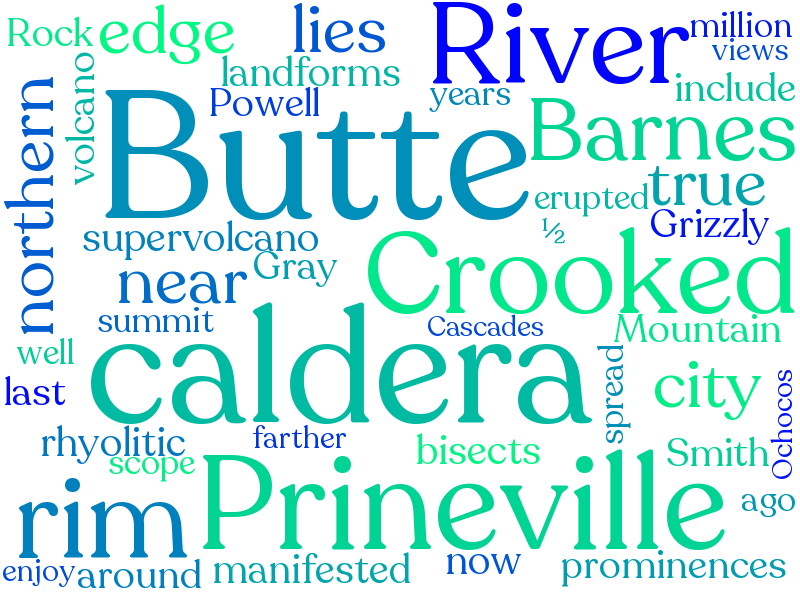 Rock
edge
lies
River
million
views
volcano
landforms
Powell
years
include
northern
Butte
Barnes
erupted
true
supervolcano
½
Grizzly
near
Gray
Crooked
summit
Cascades
Mountain
well
caldera
spread
city
last
Ochocos
rhyolitic
farther
bisects
Smith
scope
rim
Prineville
ago
enjoy
around
manifested
now
prominences